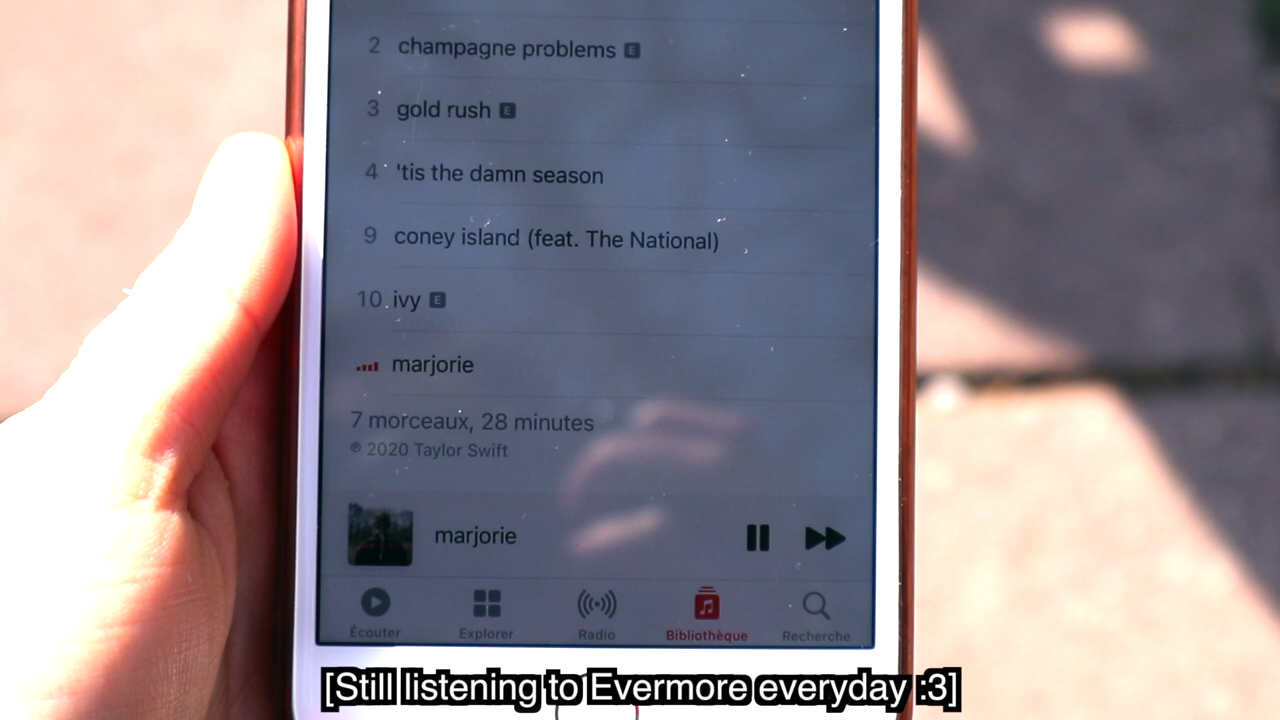 2 champagne problems E
3 gold rush E
4 'tis the damn season
9 coney island (feat. The National)
10 ivy E
marjorie
7 morceaux, 28 minutes
℗ 2020 Taylor Swift
marjorie
Écouter Explorer Radio Bibliothèque Recherche
[Still listening to Evermore everyday :3]